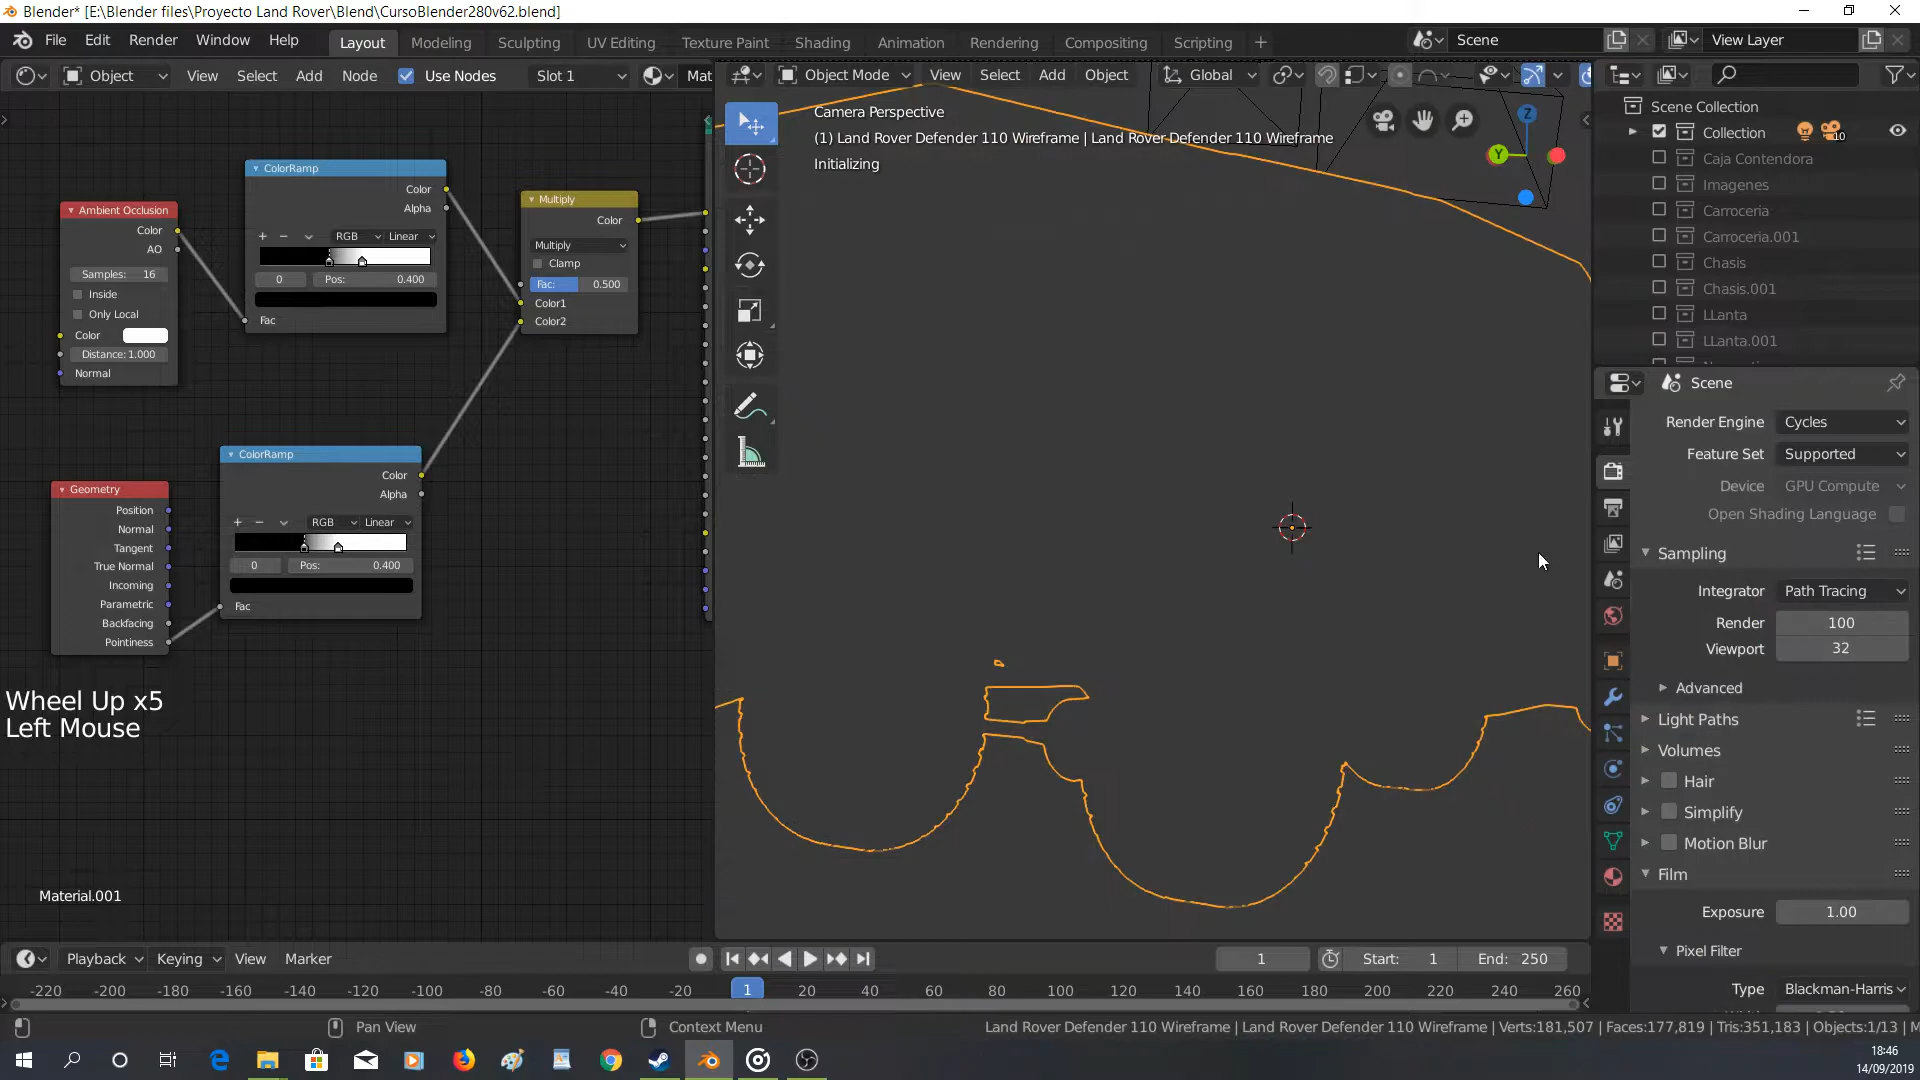 Blender* [E:\Blender files\Proyecto Land Rover\Blend\CursoBlender280v62.blend]
File Edit Render Window Help
Layout Modeling Sculpting UV Editing Texture Paint Shading Animation Rendering Compositing Scripting +
Scene View Layer
Object View Select Add Node Use Nodes Slot 1 Mat
Object Mode View Select Add Object Global
Camera Perspective
(1) Land Rover Defender 110 Wireframe | Land Rover Defender 110 Wireframe
Initializing
Z
Y
Ambient Occlusion
Color
AO
Samples: 16
Inside
Only Local
Color
Distance: 1.000
Normal
ColorRamp
Color
Alpha
RGB Linear
0 Pos: 0.400
Fac
Multiply
Color
Multiply
Clamp
Fac: 0.500
Color1
Color2
Geometry
Position
Normal
Tangent
True Normal
Incoming
Parametric
Backfacing
Pointiness
ColorRamp
Color
Alpha
RGB Linear
0 Pos: 0.400
Fac
Wheel Up x5
Left Mouse
Material.001
Scene Collection
Collection 10
Caja Contendora
Imagenes
Carroceria
Carroceria.001
Chasis
Chasis.001
LLanta
LLanta.001
Scene
Render Engine Cycles
Feature Set Supported
Device GPU Compute
Open Shading Language
Sampling
Integrator Path Tracing
Render 100
Viewport 32
Advanced
Light Paths
Volumes
Hair
Simplify
Motion Blur
Film
Exposure 1.00
Pixel Filter
Type Blackman-Harris
Playback Keying View Marker
1 Start: 1 End: 250
-220 -200 -180 -160 -140 -120 -100 -80 -60 -40 -20 1 20 40 60 80 100 120 140 160 180 200 220 240 260
Pan View Context Menu
Land Rover Defender 110 Wireframe | Land Rover Defender 110 Wireframe | Verts:181,507 | Faces:177,819 | Tris:351,183 | Objects:1/13 | M
18:46
14/09/2019